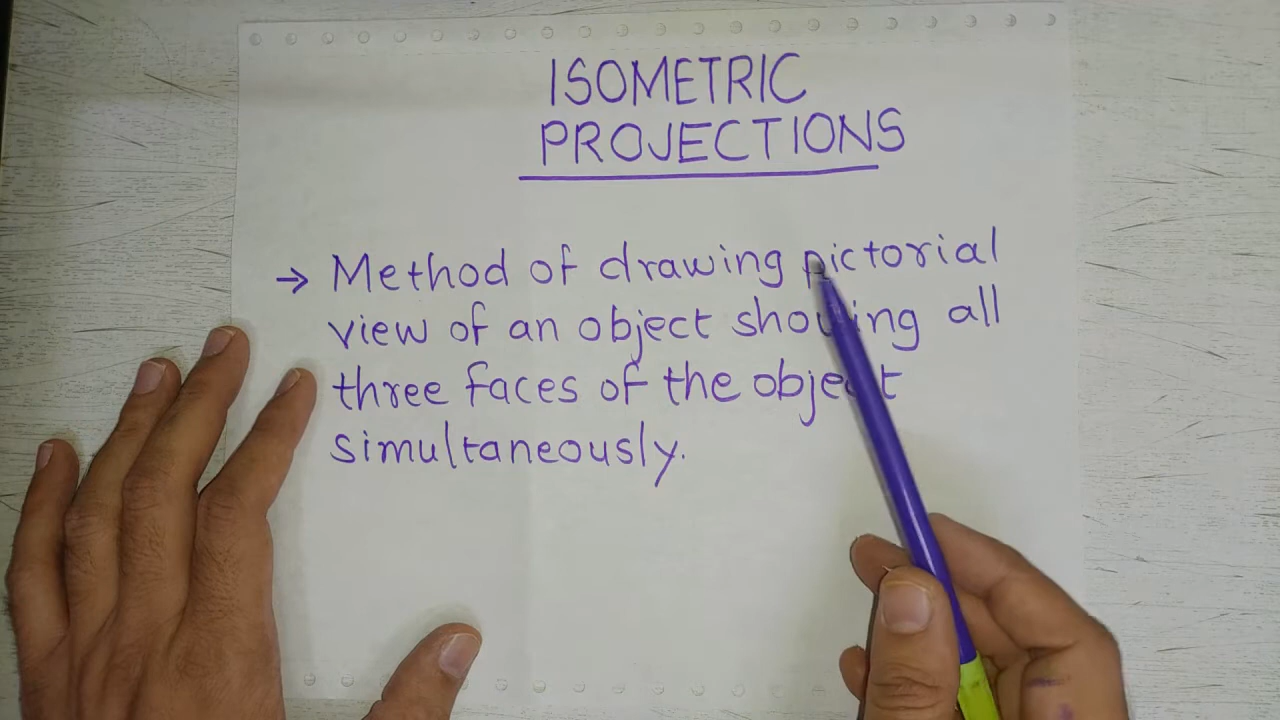 ISOMETRIC
PROJECTIONS
→ Method of drawing pictorial
view of an object showing all
three faces of the object
simultaneously.